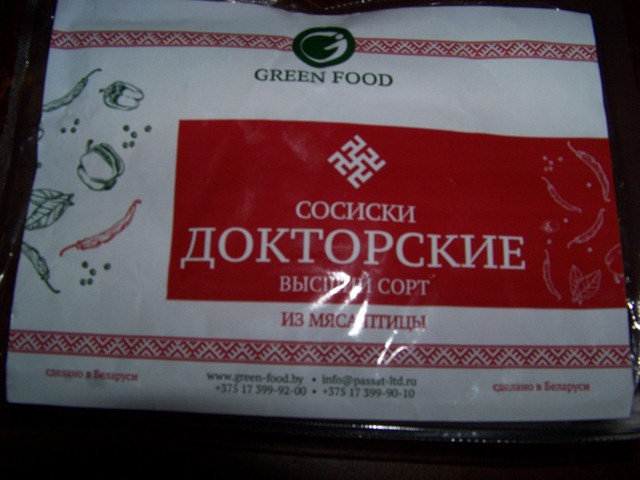 GREEN FOOD
СОСИСКИ
ДОКТОРСКИЕ
ВЫСШИЙ СОРТ
ИЗ МЯСА ПТИЦЫ
сделано в Беларуси
www.green-food.by • info@passat-ltd.ru
+375 17 399-92-00 • +375 17 399-90-10
сделано в Беларуси